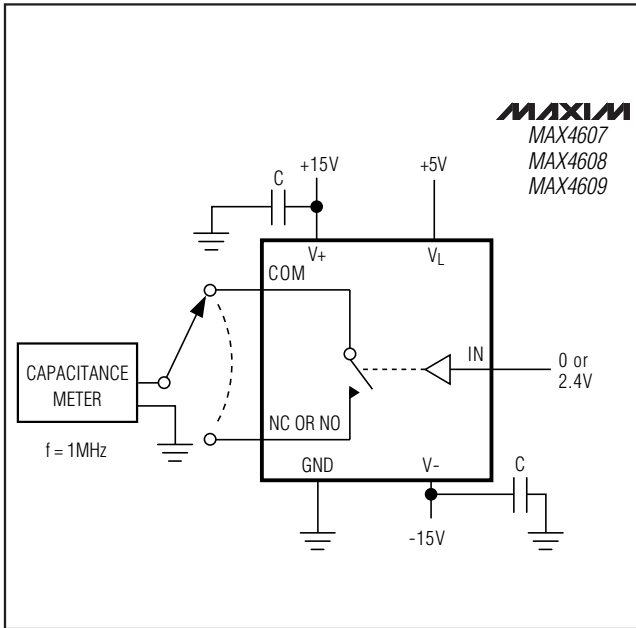 MAXIM
MAX4607
MAX4608
MAX4609
+15V
+5V
C
V+
VL
COM
IN
0 or
2.4V
CAPACITANCE
METER
NC OR NO
f = 1MHz
GND
V-
C
-15V